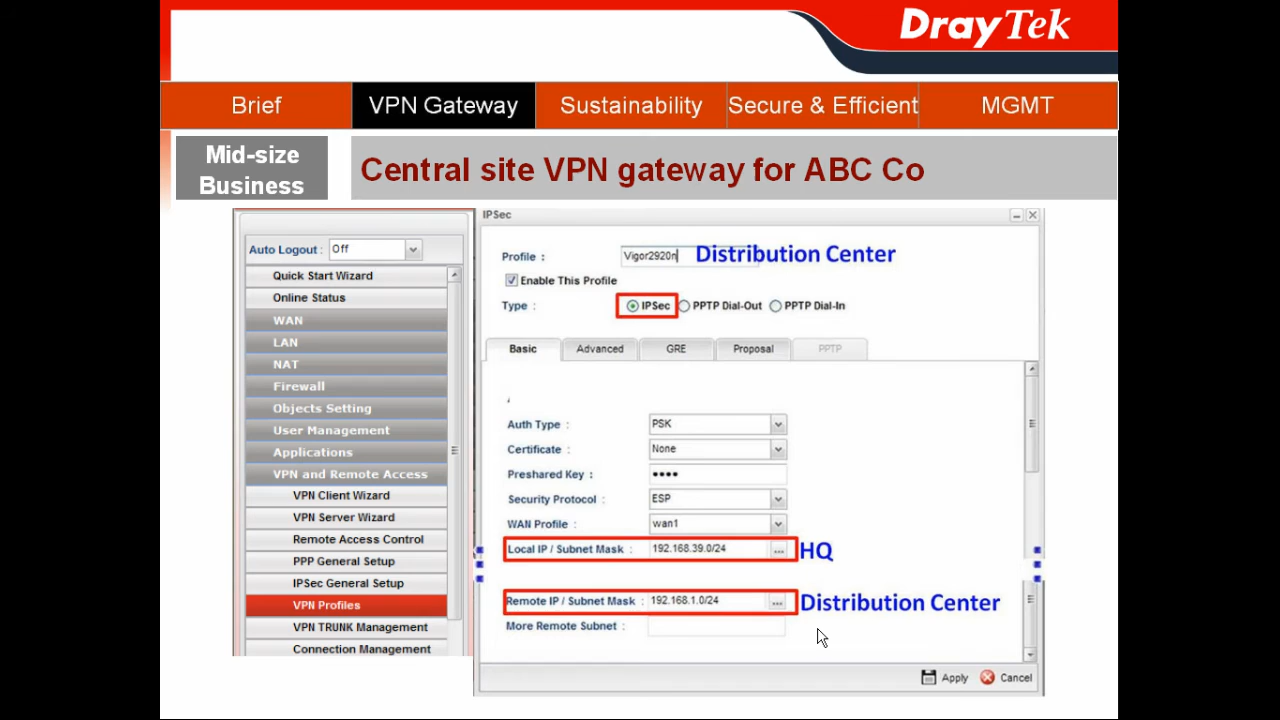 DrayTek
Brief VPN Gateway Sustainability Secure & Efficient MGMT
Mid-size
Business
Central site VPN gateway for ABC Co
Auto Logout : Off
Quick Start Wizard
Online Status
WAN
LAN
NAT
Firewall
Objects Setting
User Management
Applications
VPN and Remote Access
VPN Client Wizard
VPN Server Wizard
Remote Access Control
PPP General Setup
IPSec General Setup
VPN Profiles
VPN TRUNK Management
Connection Management
IPSec
Profile : Vigor2920n Distribution Center
Enable This Profile
Type : IPSec PPTP Dial-Out PPTP Dial-In
Basic Advanced GRE Proposal PPTP
Auth Type : PSK
Certificate : None
Preshared Key : ••••
Security Protocol : ESP
WAN Profile : wan1
Local IP / Subnet Mask : 192.168.39.0/24 ... HQ
Remote IP / Subnet Mask : 192.168.1.0/24 ... Distribution Center
More Remote Subnet :
Apply Cancel